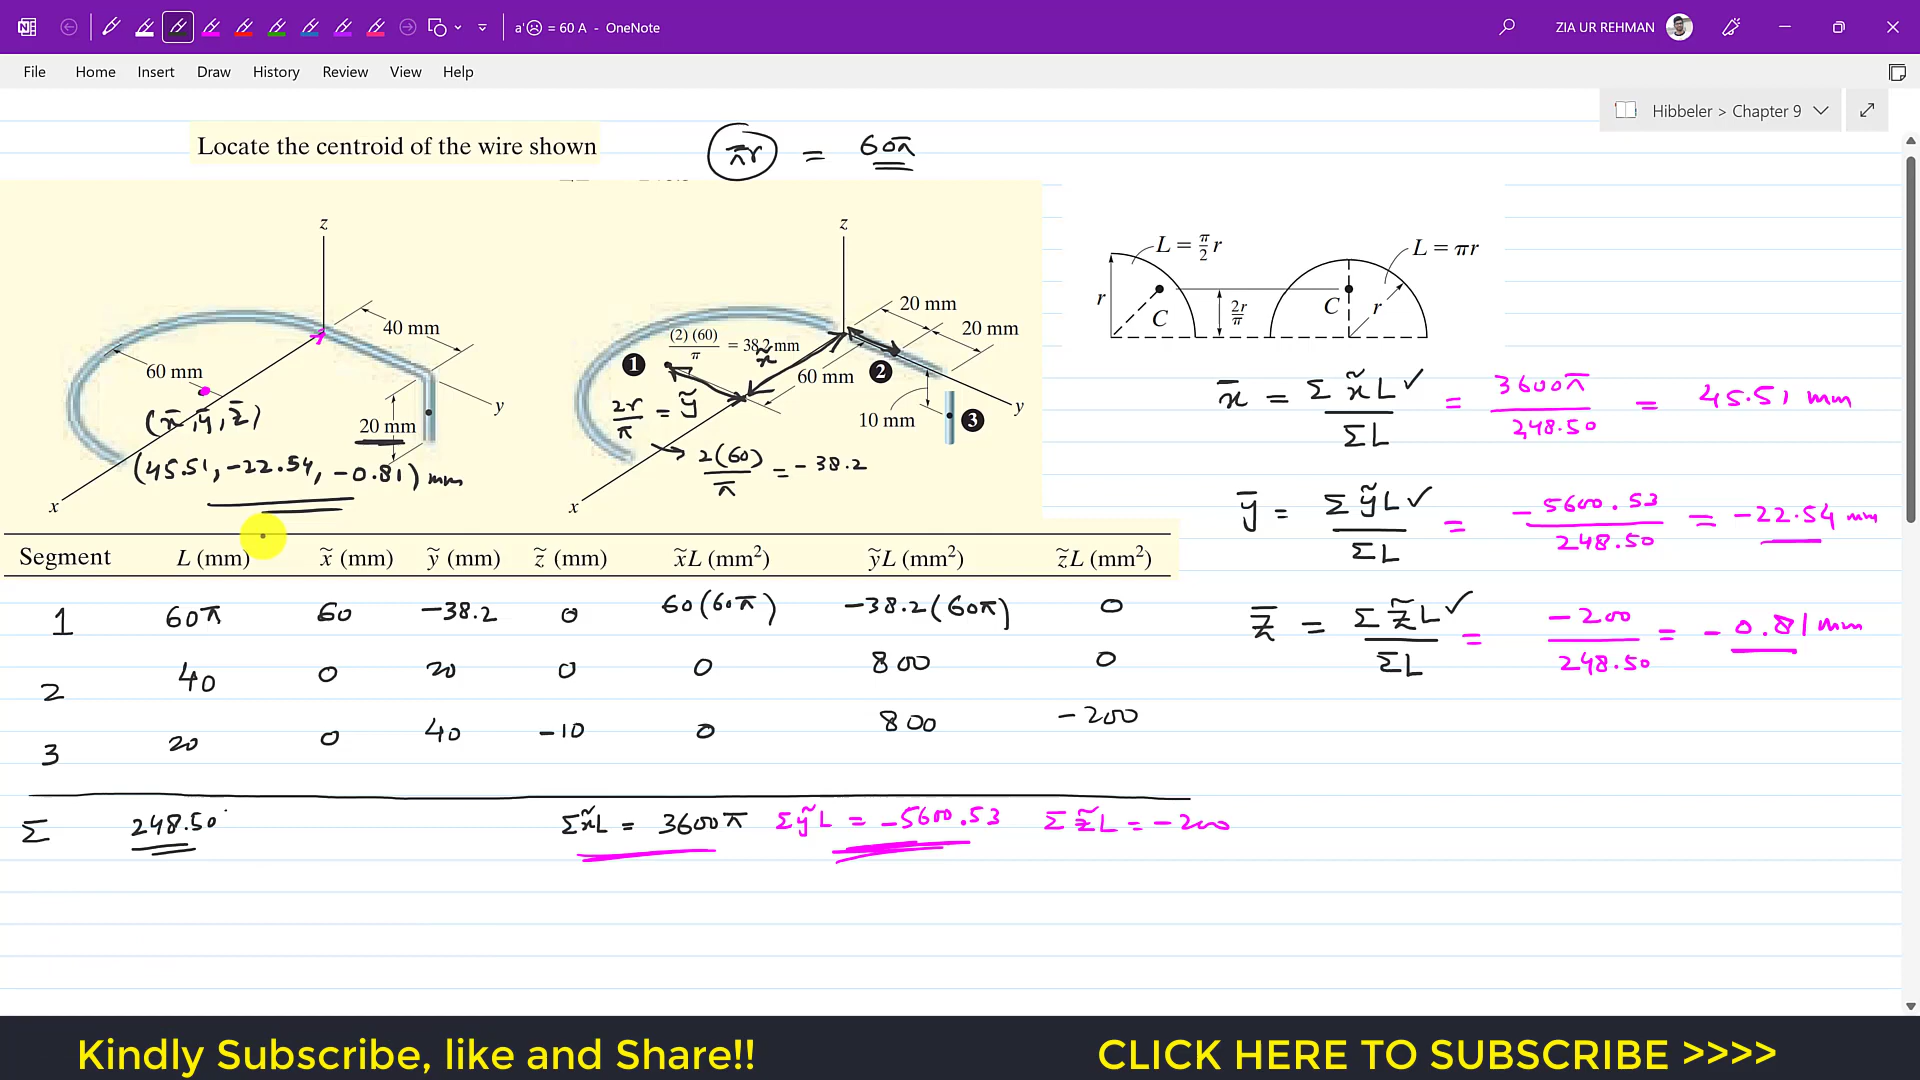 a'☹ = 60 A - OneNote
ZIA UR REHMAN
File Home Insert Draw History Review View Help
Hibbeler > Chapter 9
Locate the centroid of the wire shown
πr = 60π
z
40 mm
60 mm
(x̄, ȳ, z̄)
20 mm
(45.51, -22.54, -0.81) mm
x
y
z
20 mm
20 mm
(2) (60) / π = 38.2 mm
x̃
1
60 mm
2
2r/π = ỹ
10 mm
3
2(60)/π = -38.2
x
y
L = π/2 r
L = πr
r
C
2r/π
C
r
x̄ = Σ x̃L ✓ / ΣL = 3600π / 248.50 = 45.51 mm
ȳ = Σ ỹL ✓ / ΣL = -5600.53 / 248.50 = -22.54 mm
z̄ = Σ z̃L ✓ / ΣL = -200 / 248.50 = -0.81 mm
Segment L (mm) x̃ (mm) ỹ (mm) z̃ (mm) x̃L (mm²) ỹL (mm²) z̃L (mm²)
1 60π 60 -38.2 0 60(60π) -38.2(60π) 0
2 40 0 20 0 0 800 0
3 20 0 40 -10 0 800 -200
Σ 248.50 Σx̃L = 3600π ΣỹL = -5600.53 Σz̃L = -200
Kindly Subscribe, like and Share!!
CLICK HERE TO SUBSCRIBE >>>>